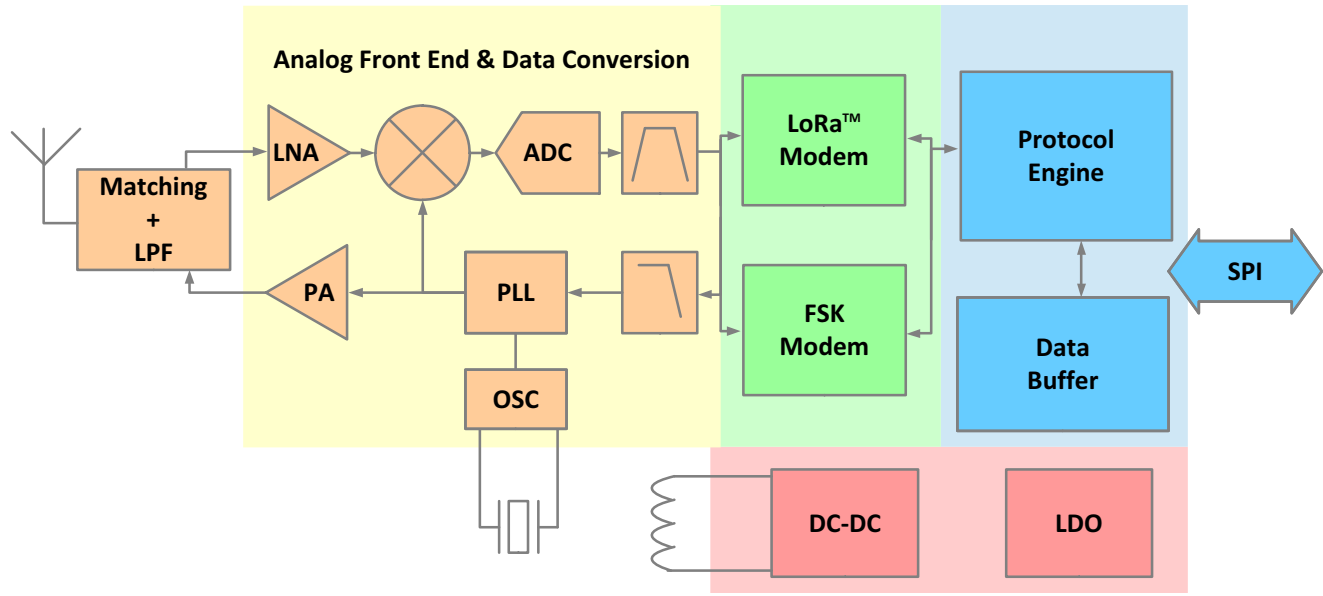 Analog Front End & Data Conversion
LNA
ADC
LoRa™
Modem
Protocol
Engine
Matching
+
LPF
PA
PLL
FSK
Modem
SPI
Data
Buffer
OSC
DC-DC
LDO